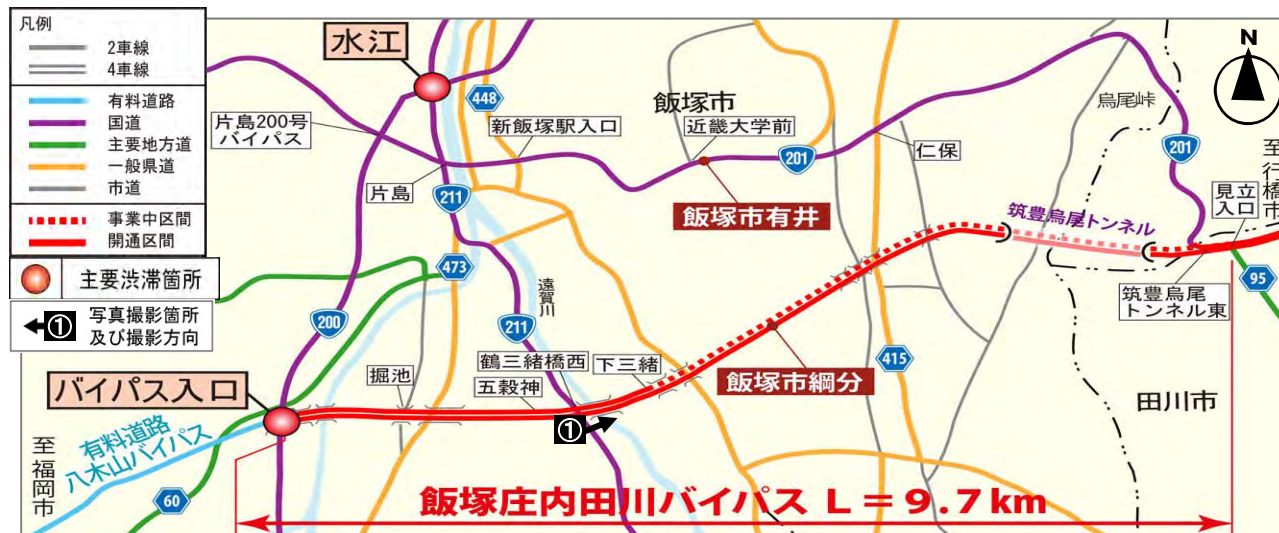 凡例
2車線
4車線
有料道路
国道
主要地方道
一般県道
市道
事業中区間
開通区間
主要渋滞箇所
①
写真撮影箇所
及び撮影方向
水江
448
片島200号
バイパス
新飯塚駅入口
飯塚市
近畿大学前
201
仁保
烏尾峠
N
片島
211
飯塚市有井
201
至行橋市
見立
入口
筑豊烏尾トンネル
473
遠賀川
200
211
筑豊烏尾
トンネル東
95
鶴三緒橋西
下三緒
415
掘池
五穀神
飯塚市綱分
バイパス入口
①
田川市
有料道路
八木山バイパス
至福岡市
60
飯塚庄内田川バイパス L=9.7km